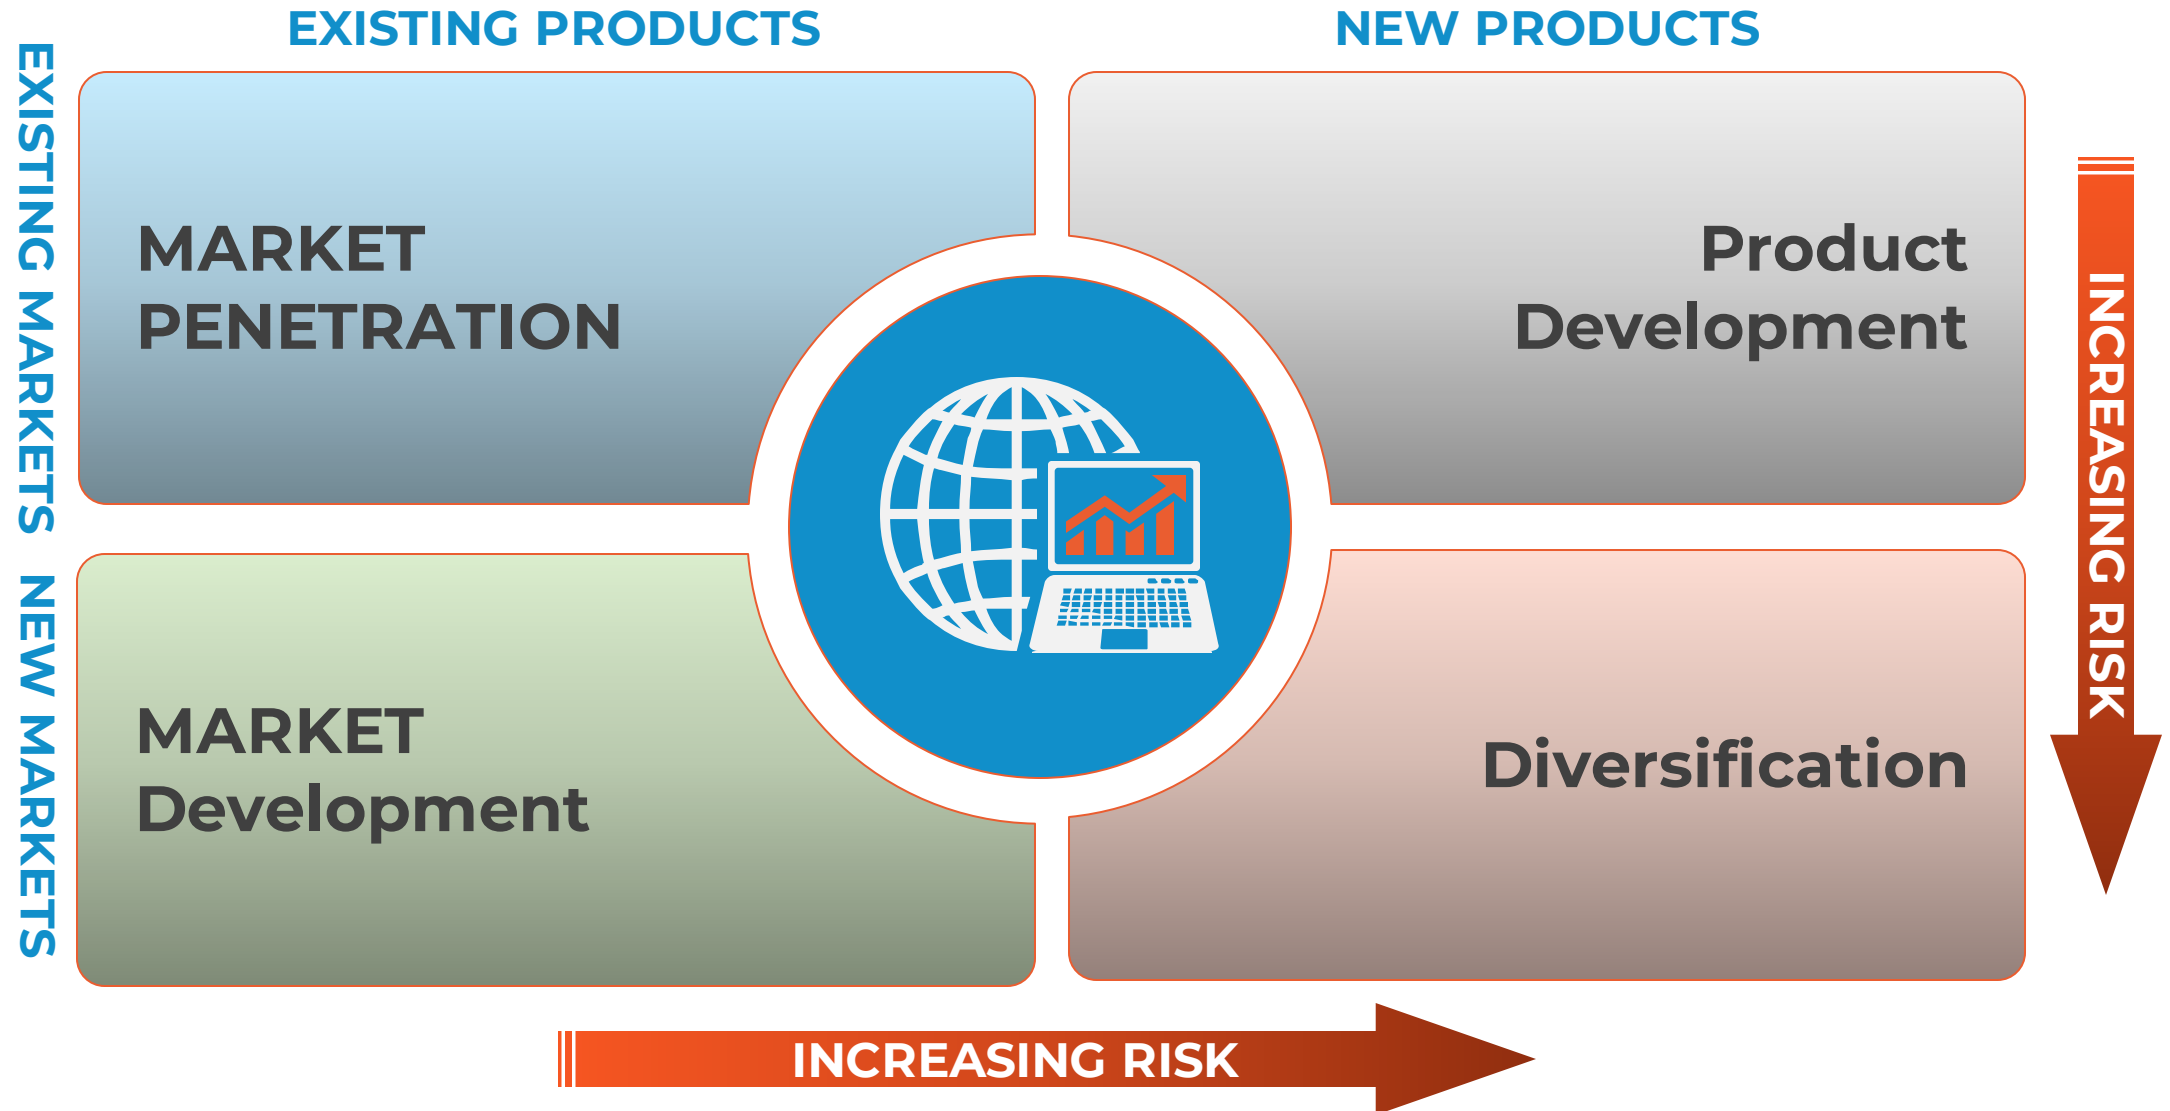 EXISTING PRODUCTS
NEW PRODUCTS
EXISTING MARKETS
MARKET
PENETRATION
Product
Development
INCREASING RISK
NEW MARKETS
MARKET
Development
Diversification
INCREASING RISK